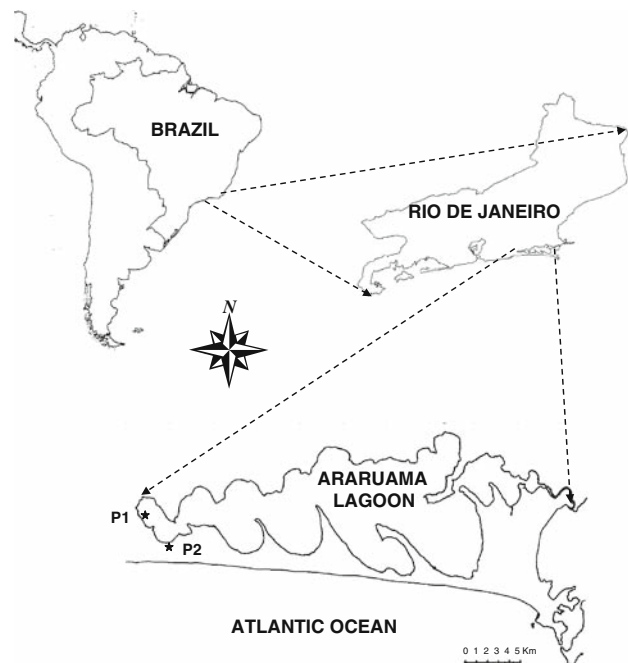 BRAZIL
RIO DE JANEIRO
N
ARARUAMA
LAGOON
P1
P2
ATLANTIC OCEAN
0 1 2 3 4 5 Km